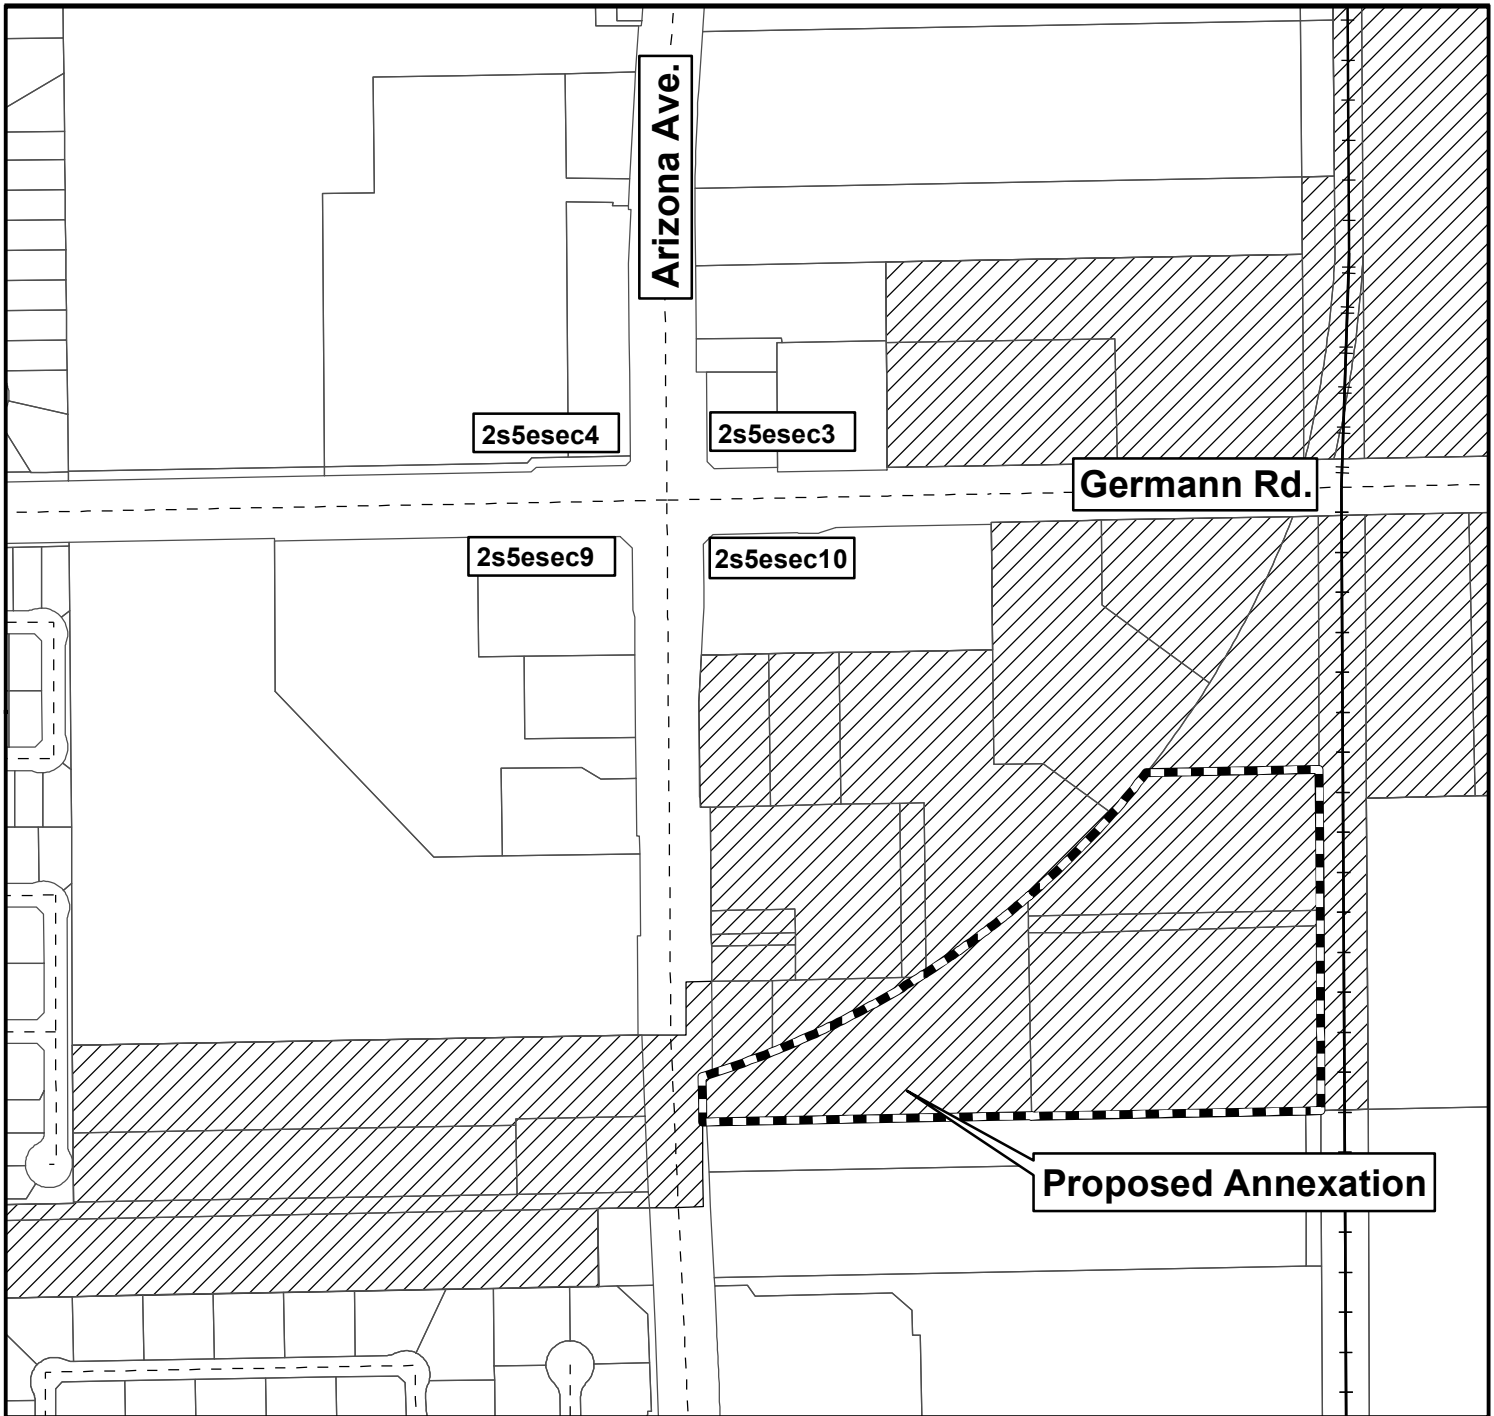 Arizona Ave.
2s5esec4
2s5esec3
Germann Rd.
2s5esec9
2s5esec10
Proposed Annexation